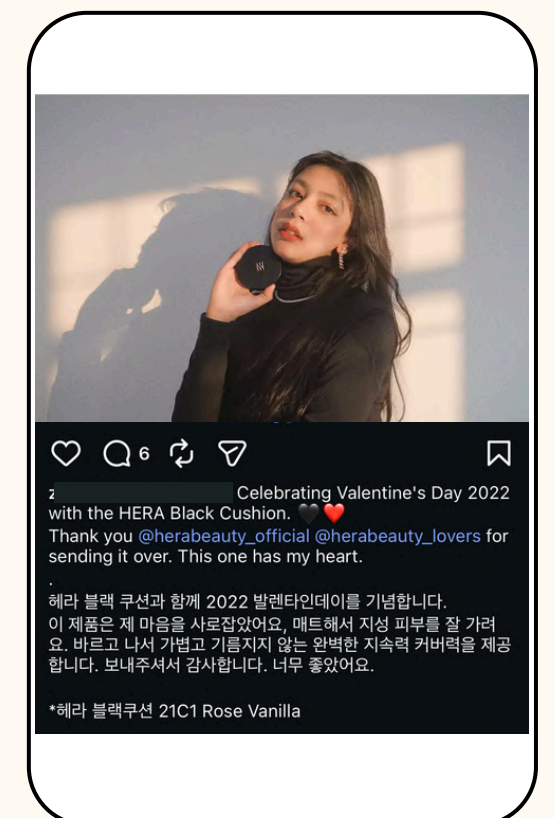 6
z
Celebrating Valentine's Day 2022
with the HERA Black Cushion. 🖤❤️
Thank you @herabeauty_official @herabeauty_lovers for
sending it over. This one has my heart.
.
헤라 블랙 쿠션과 함께 2022 발렌타인데이를 기념합니다.
이 제품은 제 마음을 사로잡았어요, 매트해서 지성 피부를 잘 가려
요. 바르고 나서 가볍고 기름지지 않는 완벽한 지속력 커버력을 제공
합니다. 보내주셔서 감사합니다. 너무 좋았어요.
*헤라 블랙쿠션 21C1 Rose Vanilla